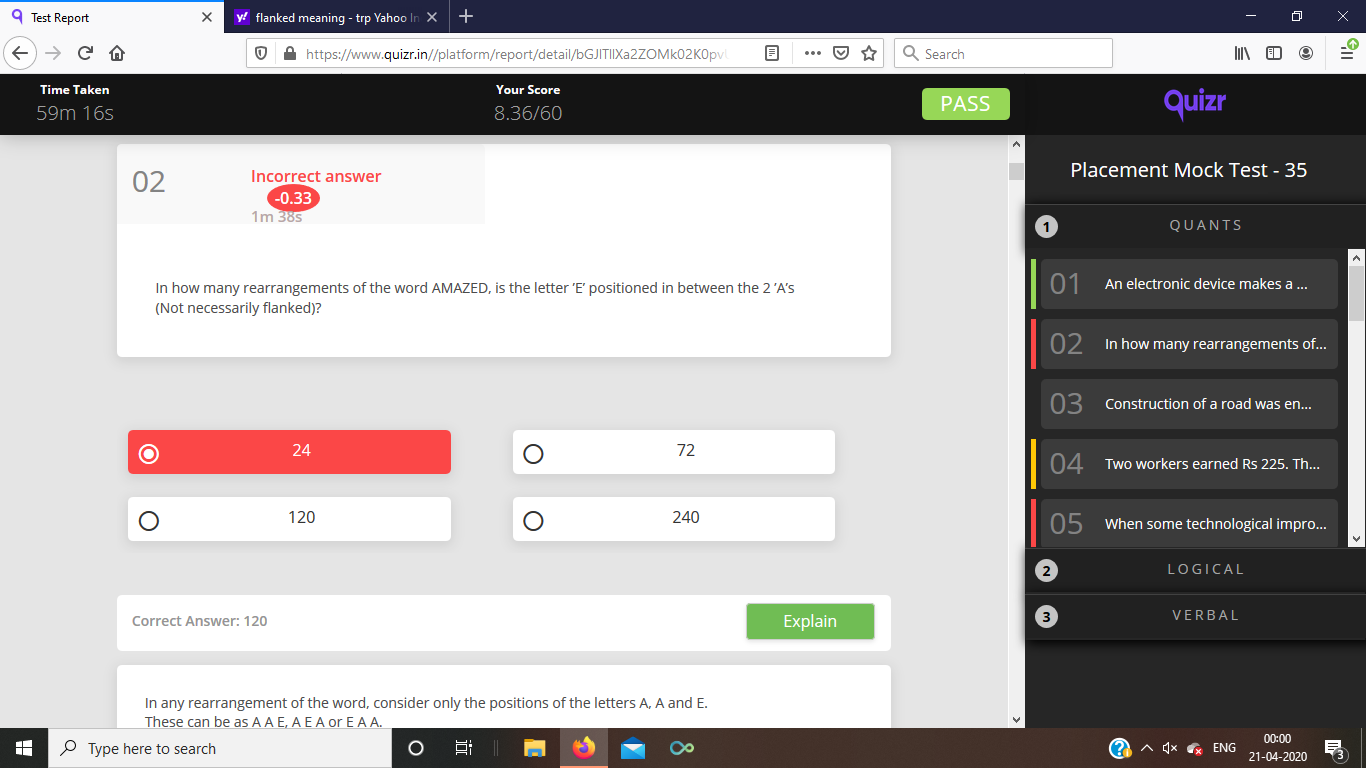 Test Report
flanked meaning - trp Yahoo In
https://www.quizr.in//platform/report/detail/
Search
Time Taken
59m 16s
Your Score
8.36/60
PASS
Quizr
02
Incorrect answer
-0.33
1m 38s
In how many rearrangements of the word AMAZED, is the letter ’E’ positioned in between the 2 ’A’s
(Not necessarily flanked)?
24
72
120
240
Correct Answer: 120
Explain
In any rearrangement of the word, consider only the positions of the letters A, A and E.
These can be as A A E, A E A or E A A.
Placement Mock Test - 35
1 QUANTS
01 An electronic device makes a ...
02 In how many rearrangements of...
03 Construction of a road was en...
04 Two workers earned Rs 225. Th...
05 When some technological impro...
2 LOGICAL
3 VERBAL
Type here to search
ENG
00:00
21-04-2020
3